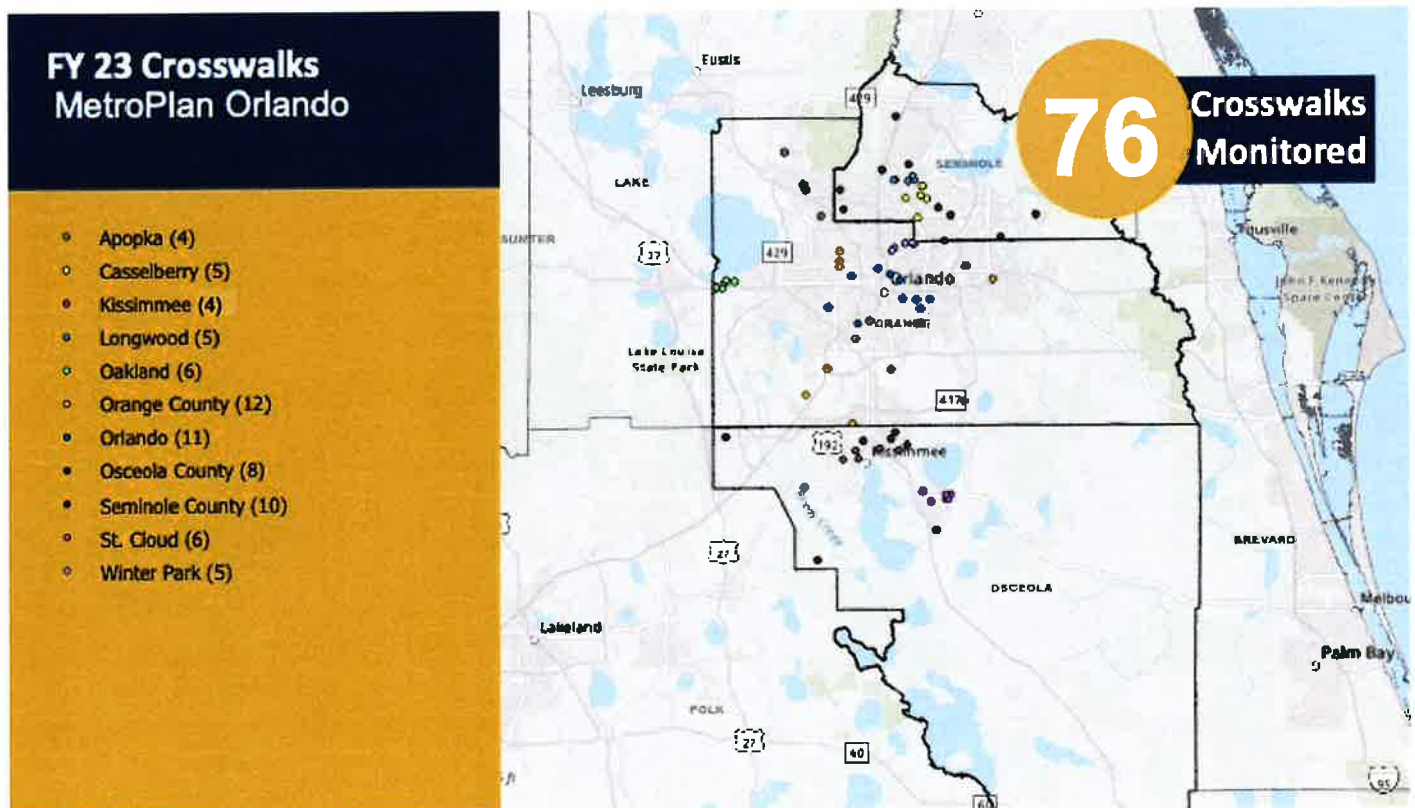 FY 23 Crosswalks
MetroPlan Orlando
Apopka (4)
Casselberry (5)
Kissimmee (4)
Longwood (5)
Oakland (6)
Orange County (12)
Orlando (11)
Osceola County (8)
Seminole County (10)
St. Cloud (6)
Winter Park (5)
76
Crosswalks
Monitored
Eustis
Leesburg
429
SEMINOLE
LAKE
SUMTER
27
429
Orlando
ORANGE
Lake Louisa
State Park
417
192
Kissimmee
27
OSCEOLA
BREVARD
Lakeland
Palm Bay
POLK
27
60
60
95